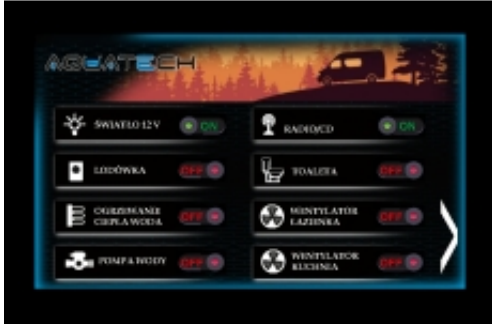 AQUATECH
ŚWIATŁO 12V ON
RADIO/CD ON
LODÓWKA OFF
TOALETA OFF
OGRZEWANIE
CIEPŁA WODA OFF
WENTYLATOR
ŁAZIENKA OFF
POMPA WODY OFF
WENTYLATOR
KUCHNIA OFF